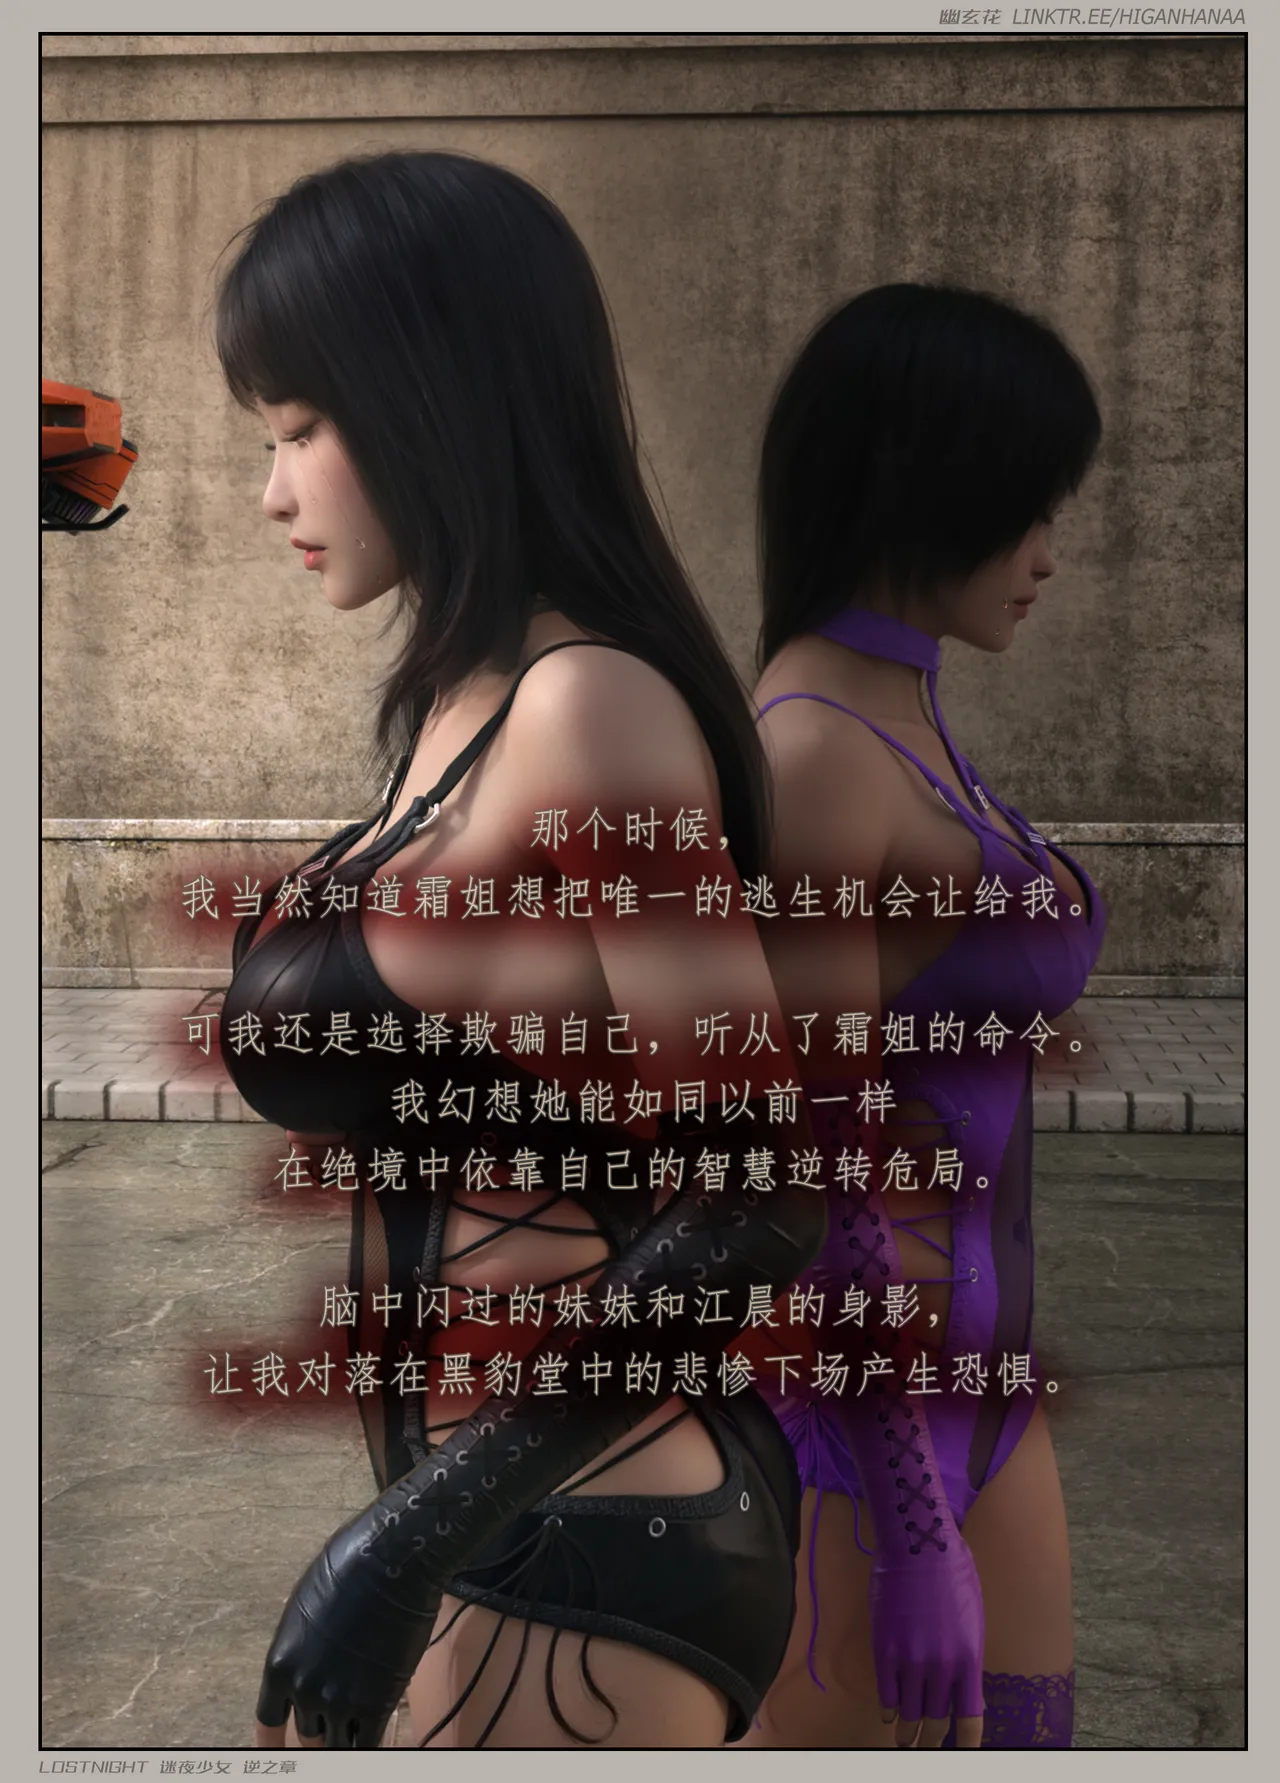 幽玄花 LINKTR.EE/HIGANHANAA
那个时候，
我当然知道霜姐想把唯一的逃生机会让给我。
可我还是选择欺骗自己，听从了霜姐的命令。
我幻想她能如同以前一样
在绝境中依靠自己的智慧逆转危局。
脑中闪过的妹妹和江晨的身影，
让我对落在黑豹堂中的悲惨下场产生恐惧。
LOSTNIGHT 迷夜少女 逆之章